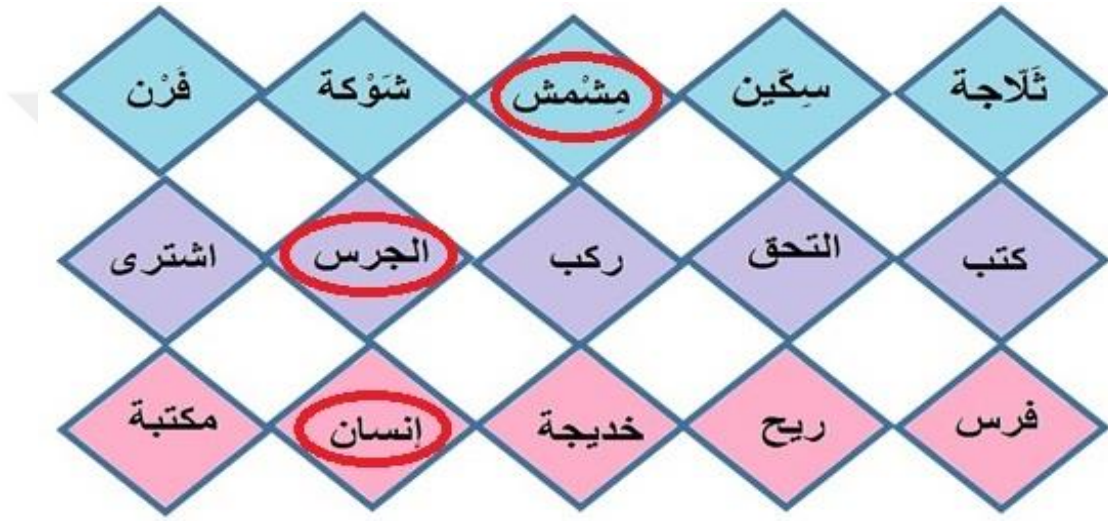 ثَلّاجة سِكّين مِشْمش شَوْكة فَرْن
كتب التحق ركب الجرس اشترى
فرس ريح خديجة إنسان مكتبة